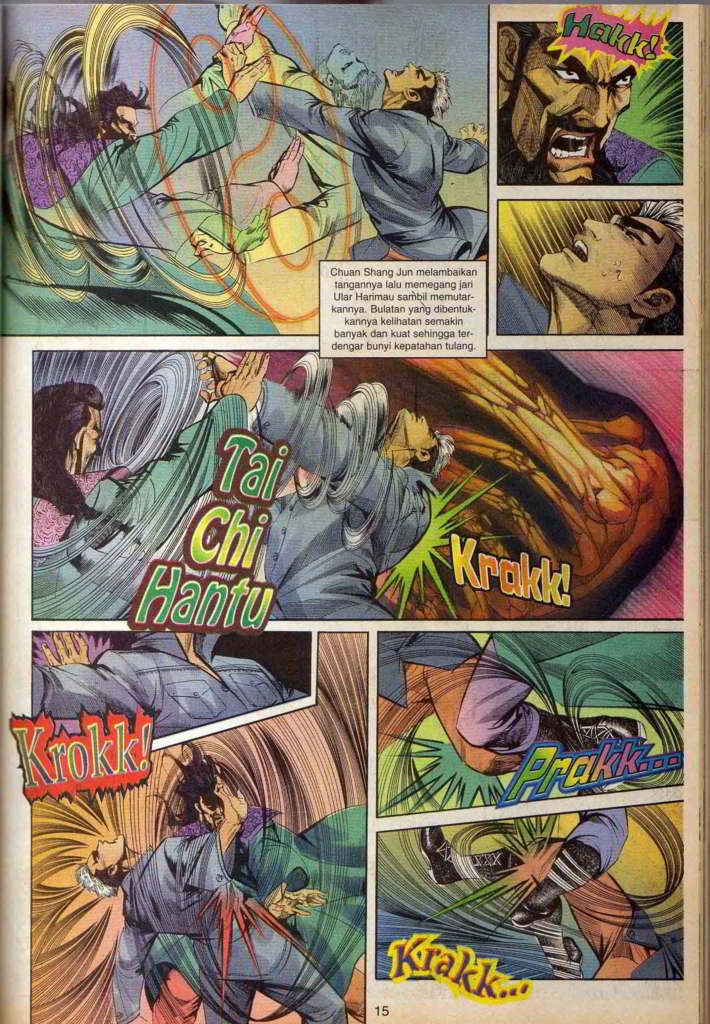 Hakk!
Chuan Shang Jun melambaikan
tangannya lalu memegang jari
Ular Harimau sambil memutar-
kannya. Bulatan yang dibentuk-
kannya kelihatan semakin
banyak dan kuat sehingga ter-
dengar bunyi kepatahan tulang.
Tai
Chi
Hantu
Krakk!
Krokk!
Prakk...
Krakk...
15